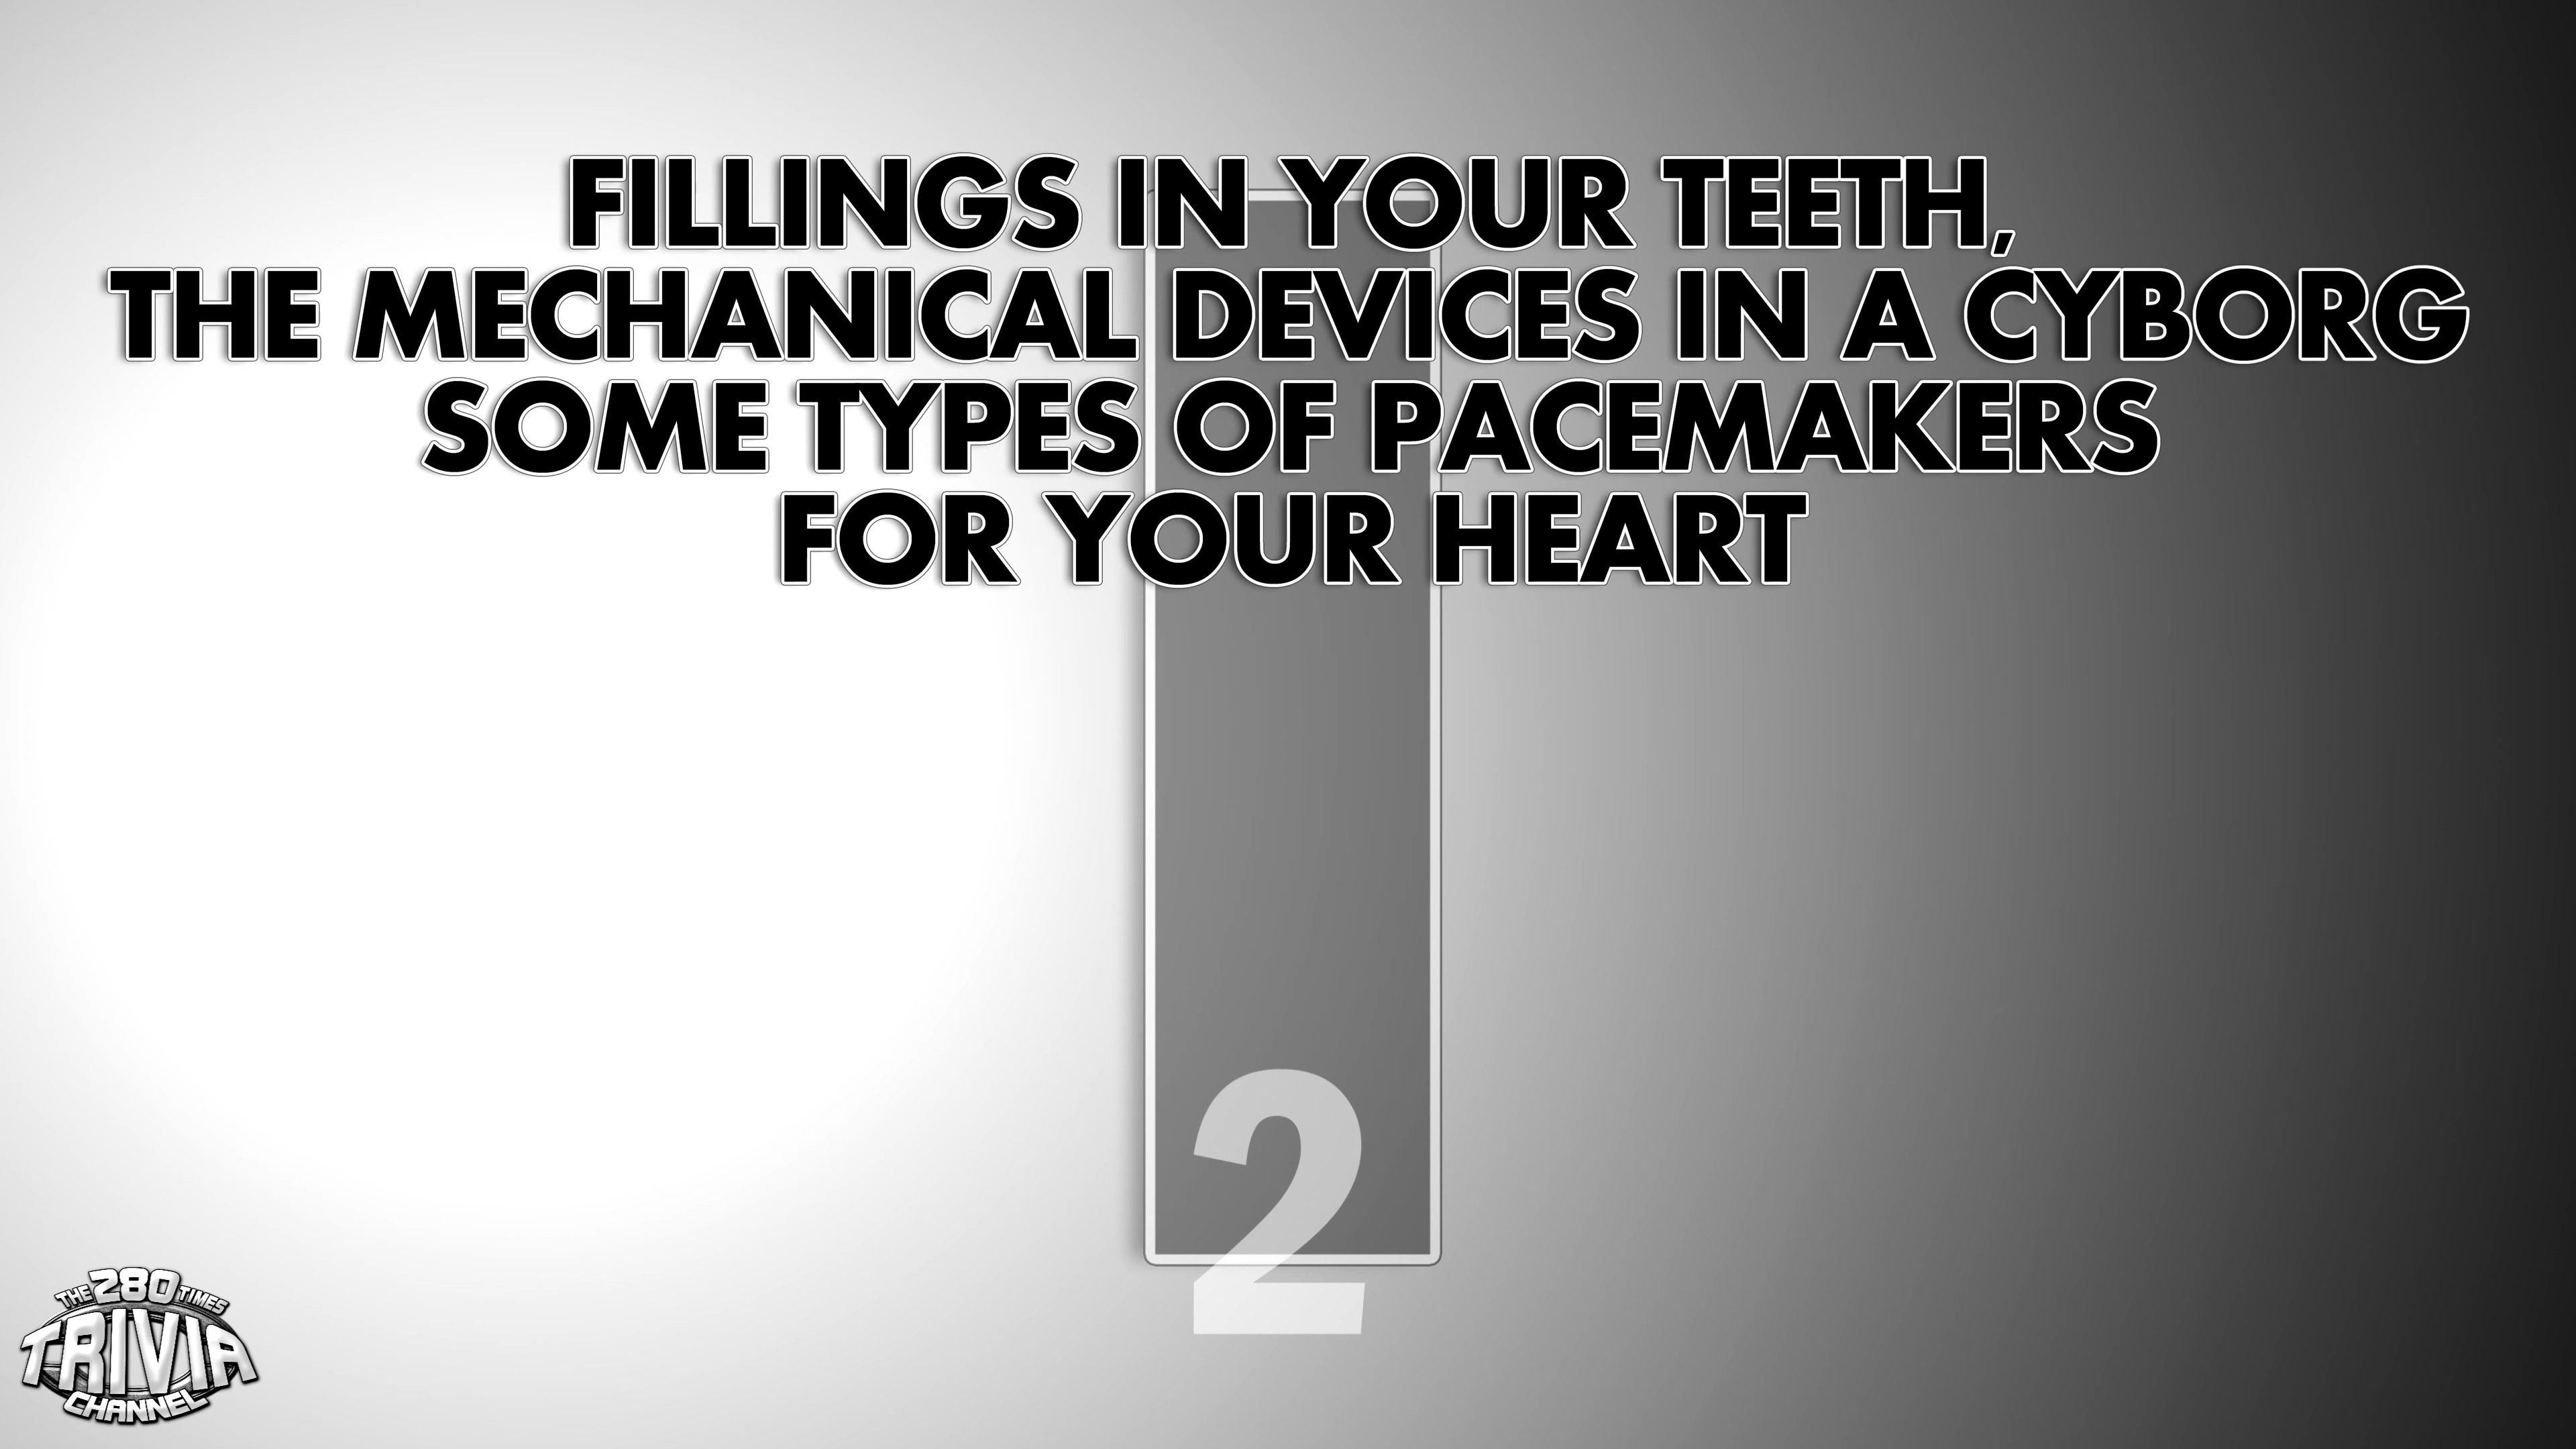 FILLINGS IN YOUR TEETH,
THE MECHANICAL DEVICES IN A CYBORG
SOME TYPES OF PACEMAKERS
FOR YOUR HEART
2
THE 280 TIMES
TRIVIA
CHANNEL